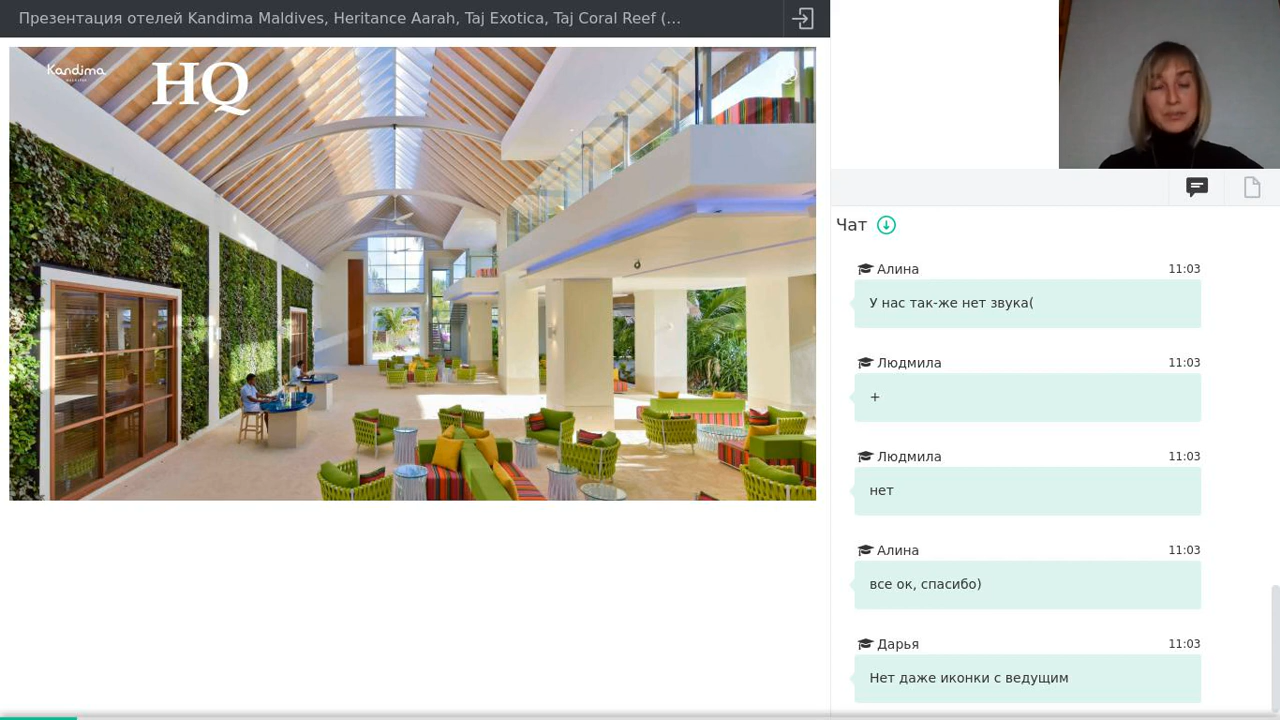 Презентация отелей Kandima Maldives, Heritance Aarah, Taj Exotica, Taj Coral Reef (...
Kandima
HQ
Чат
Алина 11:03
У нас так-же нет звука(
Людмила 11:03
+
Людмила 11:03
нет
Алина 11:03
все ок, спасибо)
Дарья 11:03
Нет даже иконки с ведущим